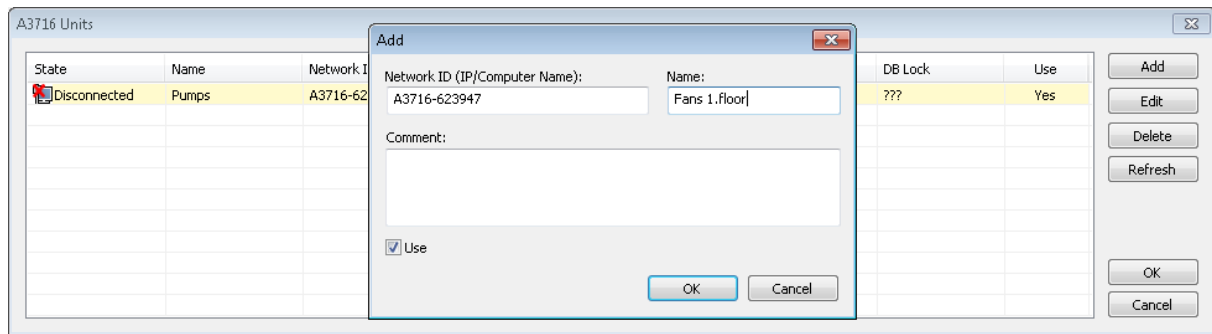 A3716 Units
State Name Network I DB Lock Use
Disconnected Pumps A3716-62 ??? Yes
Add
Edit
Delete
Refresh
OK
Cancel
Add
Network ID (IP/Computer Name): Name:
A3716-623947 Fans 1.floor
Comment:
Use
OK Cancel